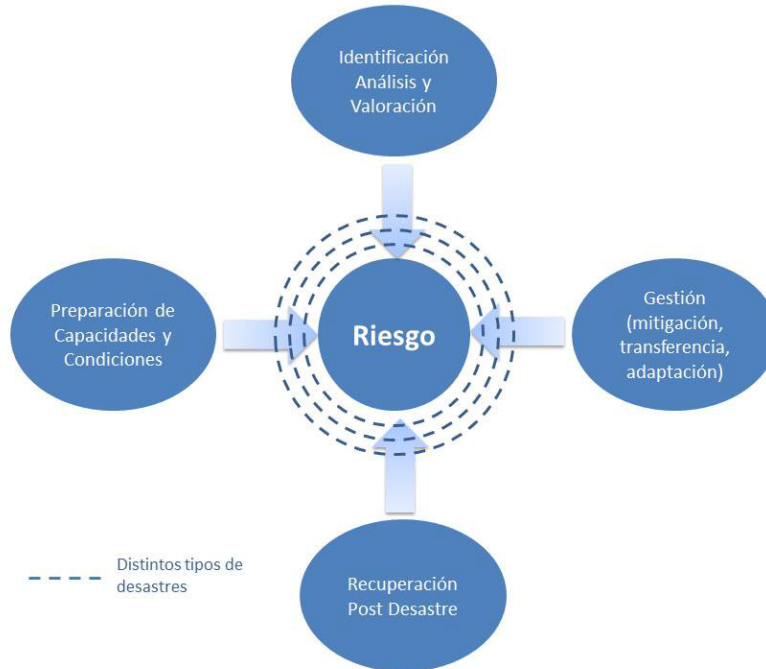 Identificación
Análisis y
Valoración
Preparación de
Capacidades y
Condiciones
Riesgo
Gestión
(mitigación,
transferencia,
adaptación)
Recuperación
Post Desastre
Distintos tipos de
desastres